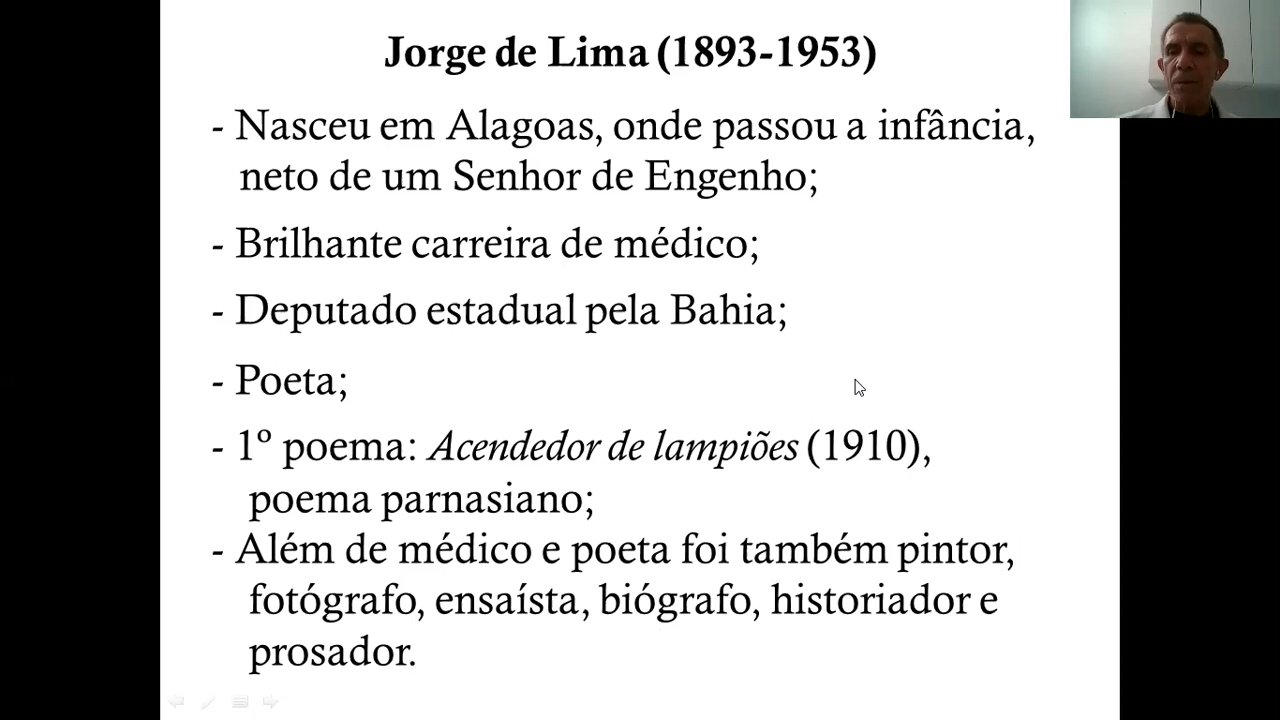 Jorge de Lima (1893-1953)
- Nasceu em Alagoas, onde passou a infância,
neto de um Senhor de Engenho;
- Brilhante carreira de médico;
- Deputado estadual pela Bahia;
- Poeta;
- 1º poema: Acendedor de lampiões (1910),
poema parnasiano;
- Além de médico e poeta foi também pintor,
fotógrafo, ensaísta, biógrafo, historiador e
prosador.